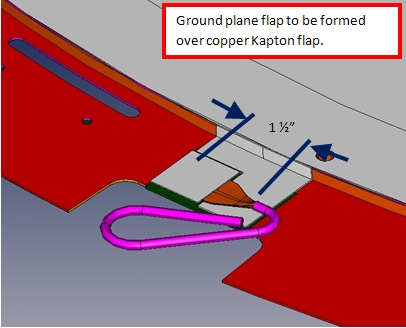 Ground plane flap to be formed
over copper Kapton flap.
1 ½”